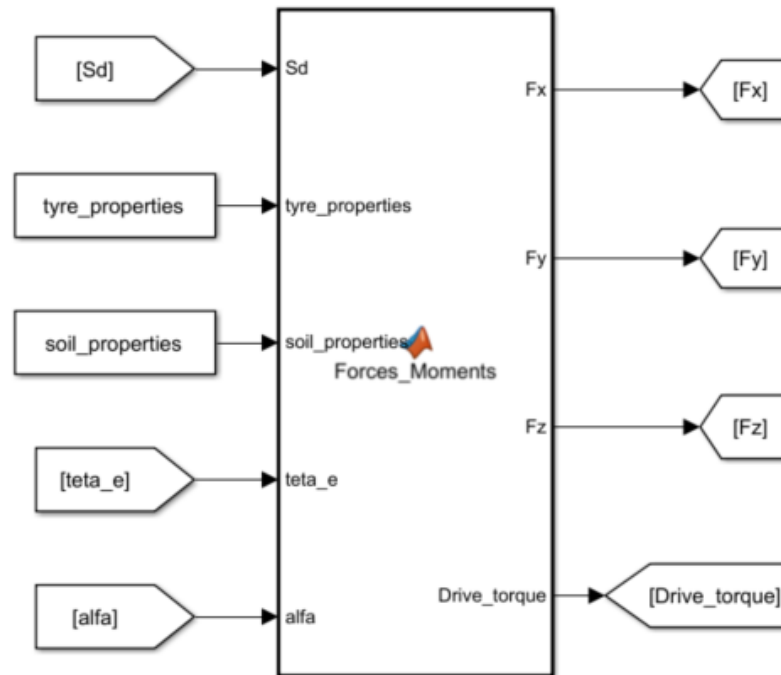 [Sd]
Sd
Fx
[Fx]
tyre_properties
tyre_properties
Fy
[Fy]
soil_properties
soil_properties
Forces_Moments
Fz
[Fz]
[teta_e]
teta_e
Drive_torque
[Drive_torque]
[alfa]
alfa